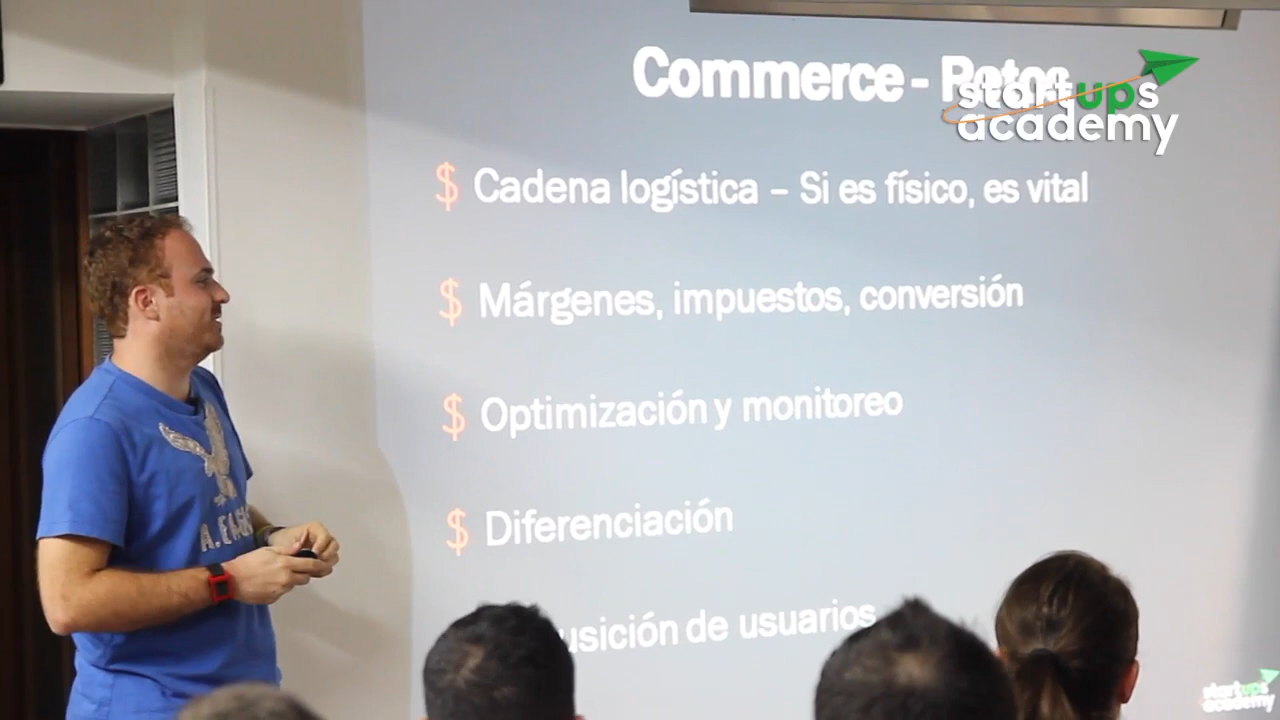 Commerce - Retos
startups
academy
$ Cadena logística – Si es físico, es vital
$ Márgenes, impuestos, conversión
$ Optimización y monitoreo
$ Diferenciación
usición de usuarios
A. EAG
startups
academy